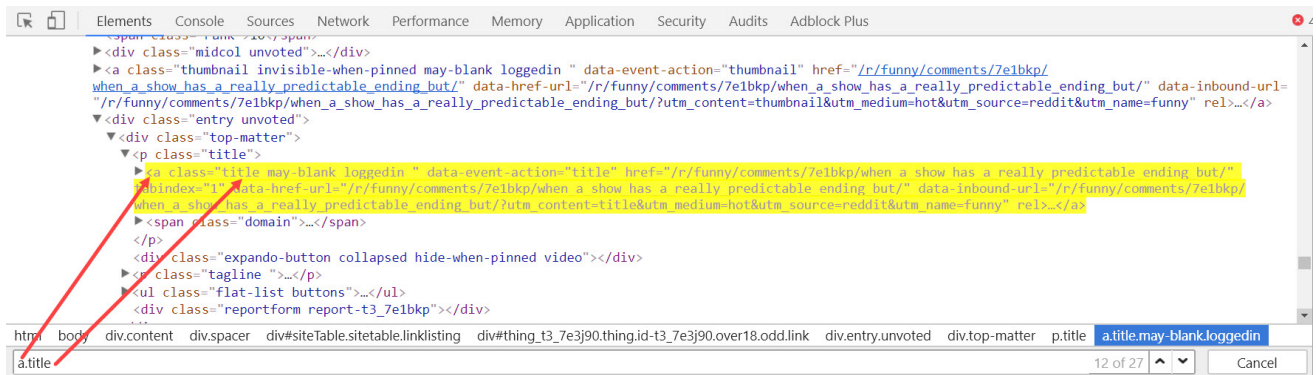 Elements Console Sources Network Performance Memory Application Security Audits Adblock Plus
<div class="midcol unvoted">…</div>
<a class="thumbnail invisible-when-pinned may-blank loggedin " data-event-action="thumbnail" href="/r/funny/comments/7e1bkp/
when_a_show_has_a_really_predictable_ending_but/" data-href-url="/r/funny/comments/7e1bkp/when_a_show_has_a_really_predictable_ending_but/" data-inbound-url=
"/r/funny/comments/7e1bkp/when_a_show_has_a_really_predictable_ending_but/?utm_content=thumbnail&utm_medium=hot&utm_source=reddit&utm_name=funny" rel>…</a>
<div class="entry unvoted">
<div class="top-matter">
<p class="title">
<a class="title may-blank loggedin " data-event-action="title" href="/r/funny/comments/7e1bkp/when_a_show_has_a_really_predictable_ending_but/"
tabindex="1" data-href-url="/r/funny/comments/7e1bkp/when_a_show_has_a_really_predictable_ending_but/" data-inbound-url="/r/funny/comments/7e1bkp/
when_a_show_has_a_really_predictable_ending_but/?utm_content=title&utm_medium=hot&utm_source=reddit&utm_name=funny" rel>…</a>
<span class="domain">…</span>
</p>
<div class="expando-button collapsed hide-when-pinned video"></div>
<p class="tagline ">…</p>
<ul class="flat-list buttons">…</ul>
<div class="reportform report-t3_7e1bkp"></div>
html body div.content div.spacer div#siteTable.sitetable.linklisting div#thing_t3_7e3j90.thing.id-t3_7e3j90.over18.odd.link div.entry.unvoted div.top-matter p.title a.title.may-blank.loggedin
a.title 12 of 27 Cancel